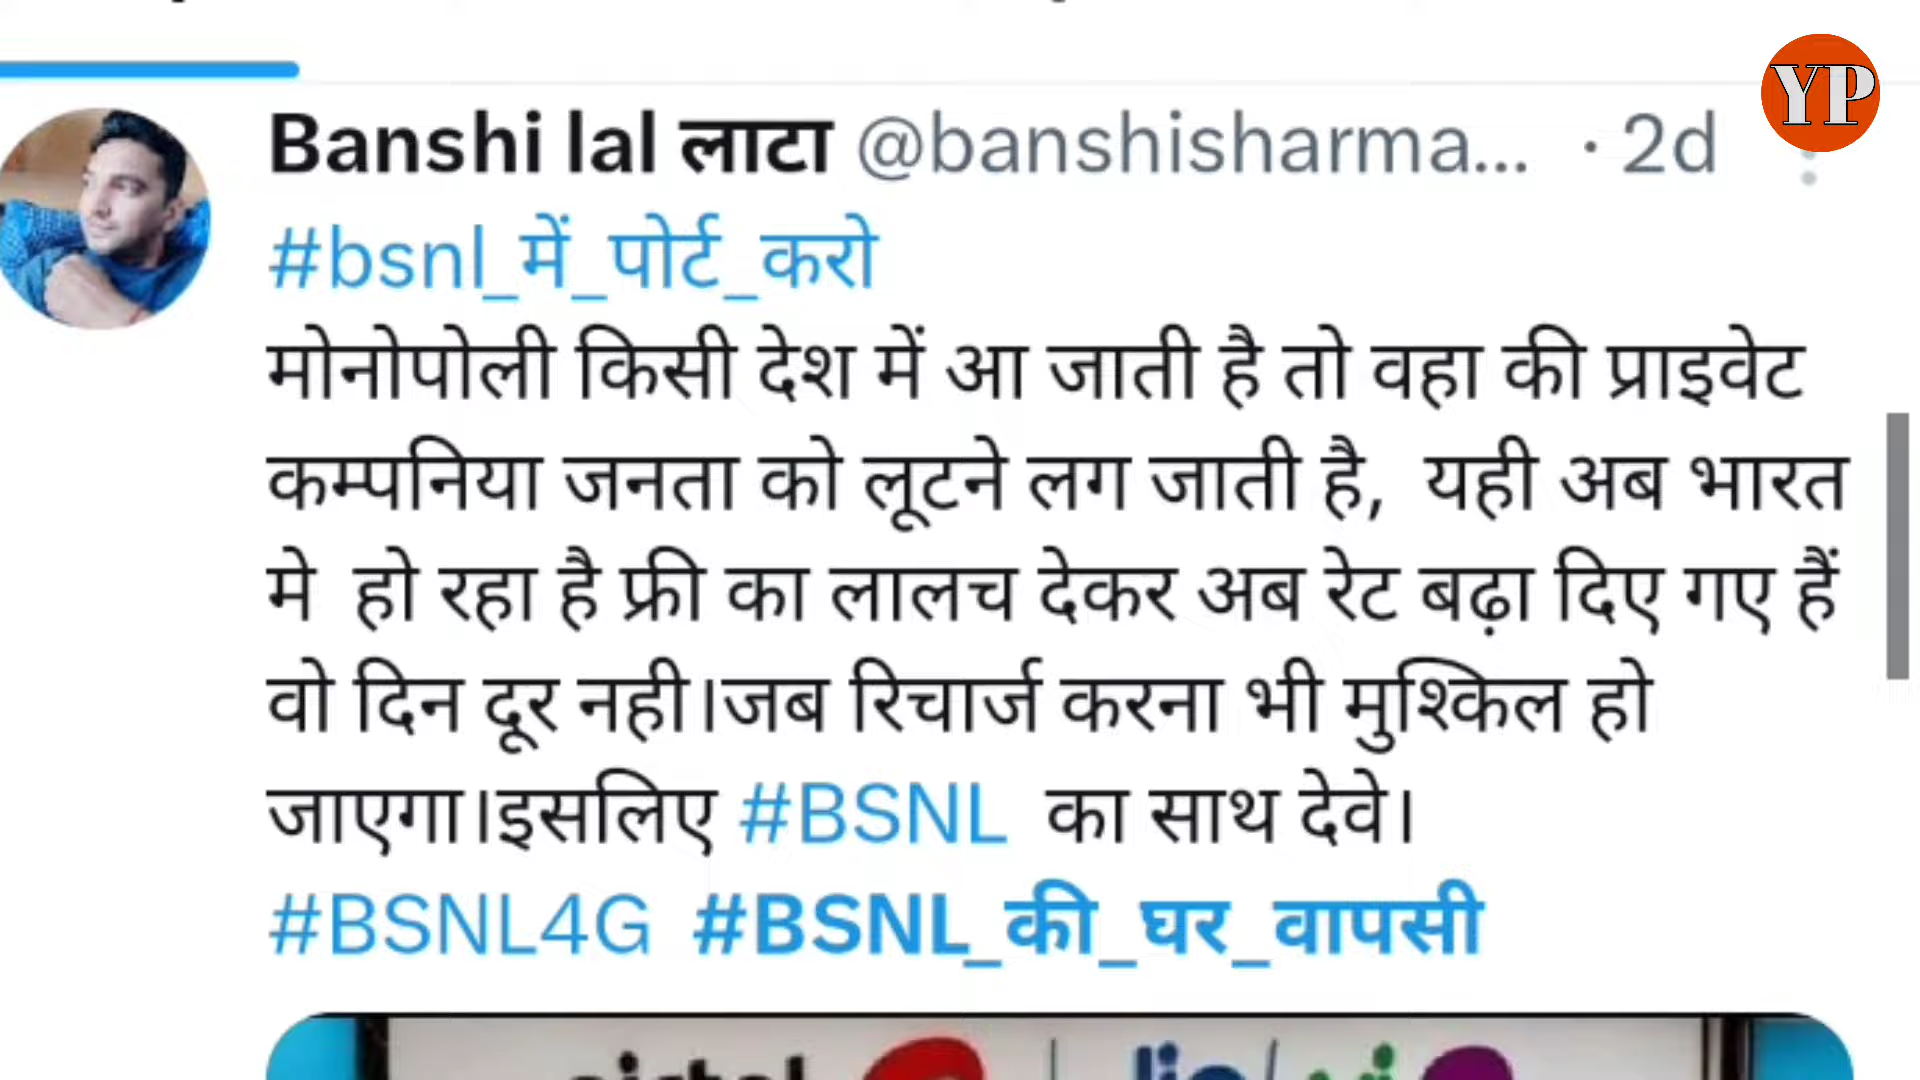 YP
Banshi lal लाटा @banshisharma... · 2d
#bsnl_में_पोर्ट_करो
मोनोपोली किसी देश में आ जाती है तो वहा की प्राइवेट
कम्पनिया जनता को लूटने लग जाती है, यही अब भारत
मे हो रहा है फ्री का लालच देकर अब रेट बढ़ा दिए गए हैं
वो दिन दूर नही।जब रिचार्ज करना भी मुश्किल हो
जाएगा।इसलिए #BSNL का साथ देवे।
#BSNL4G #BSNL_की_घर_वापसी